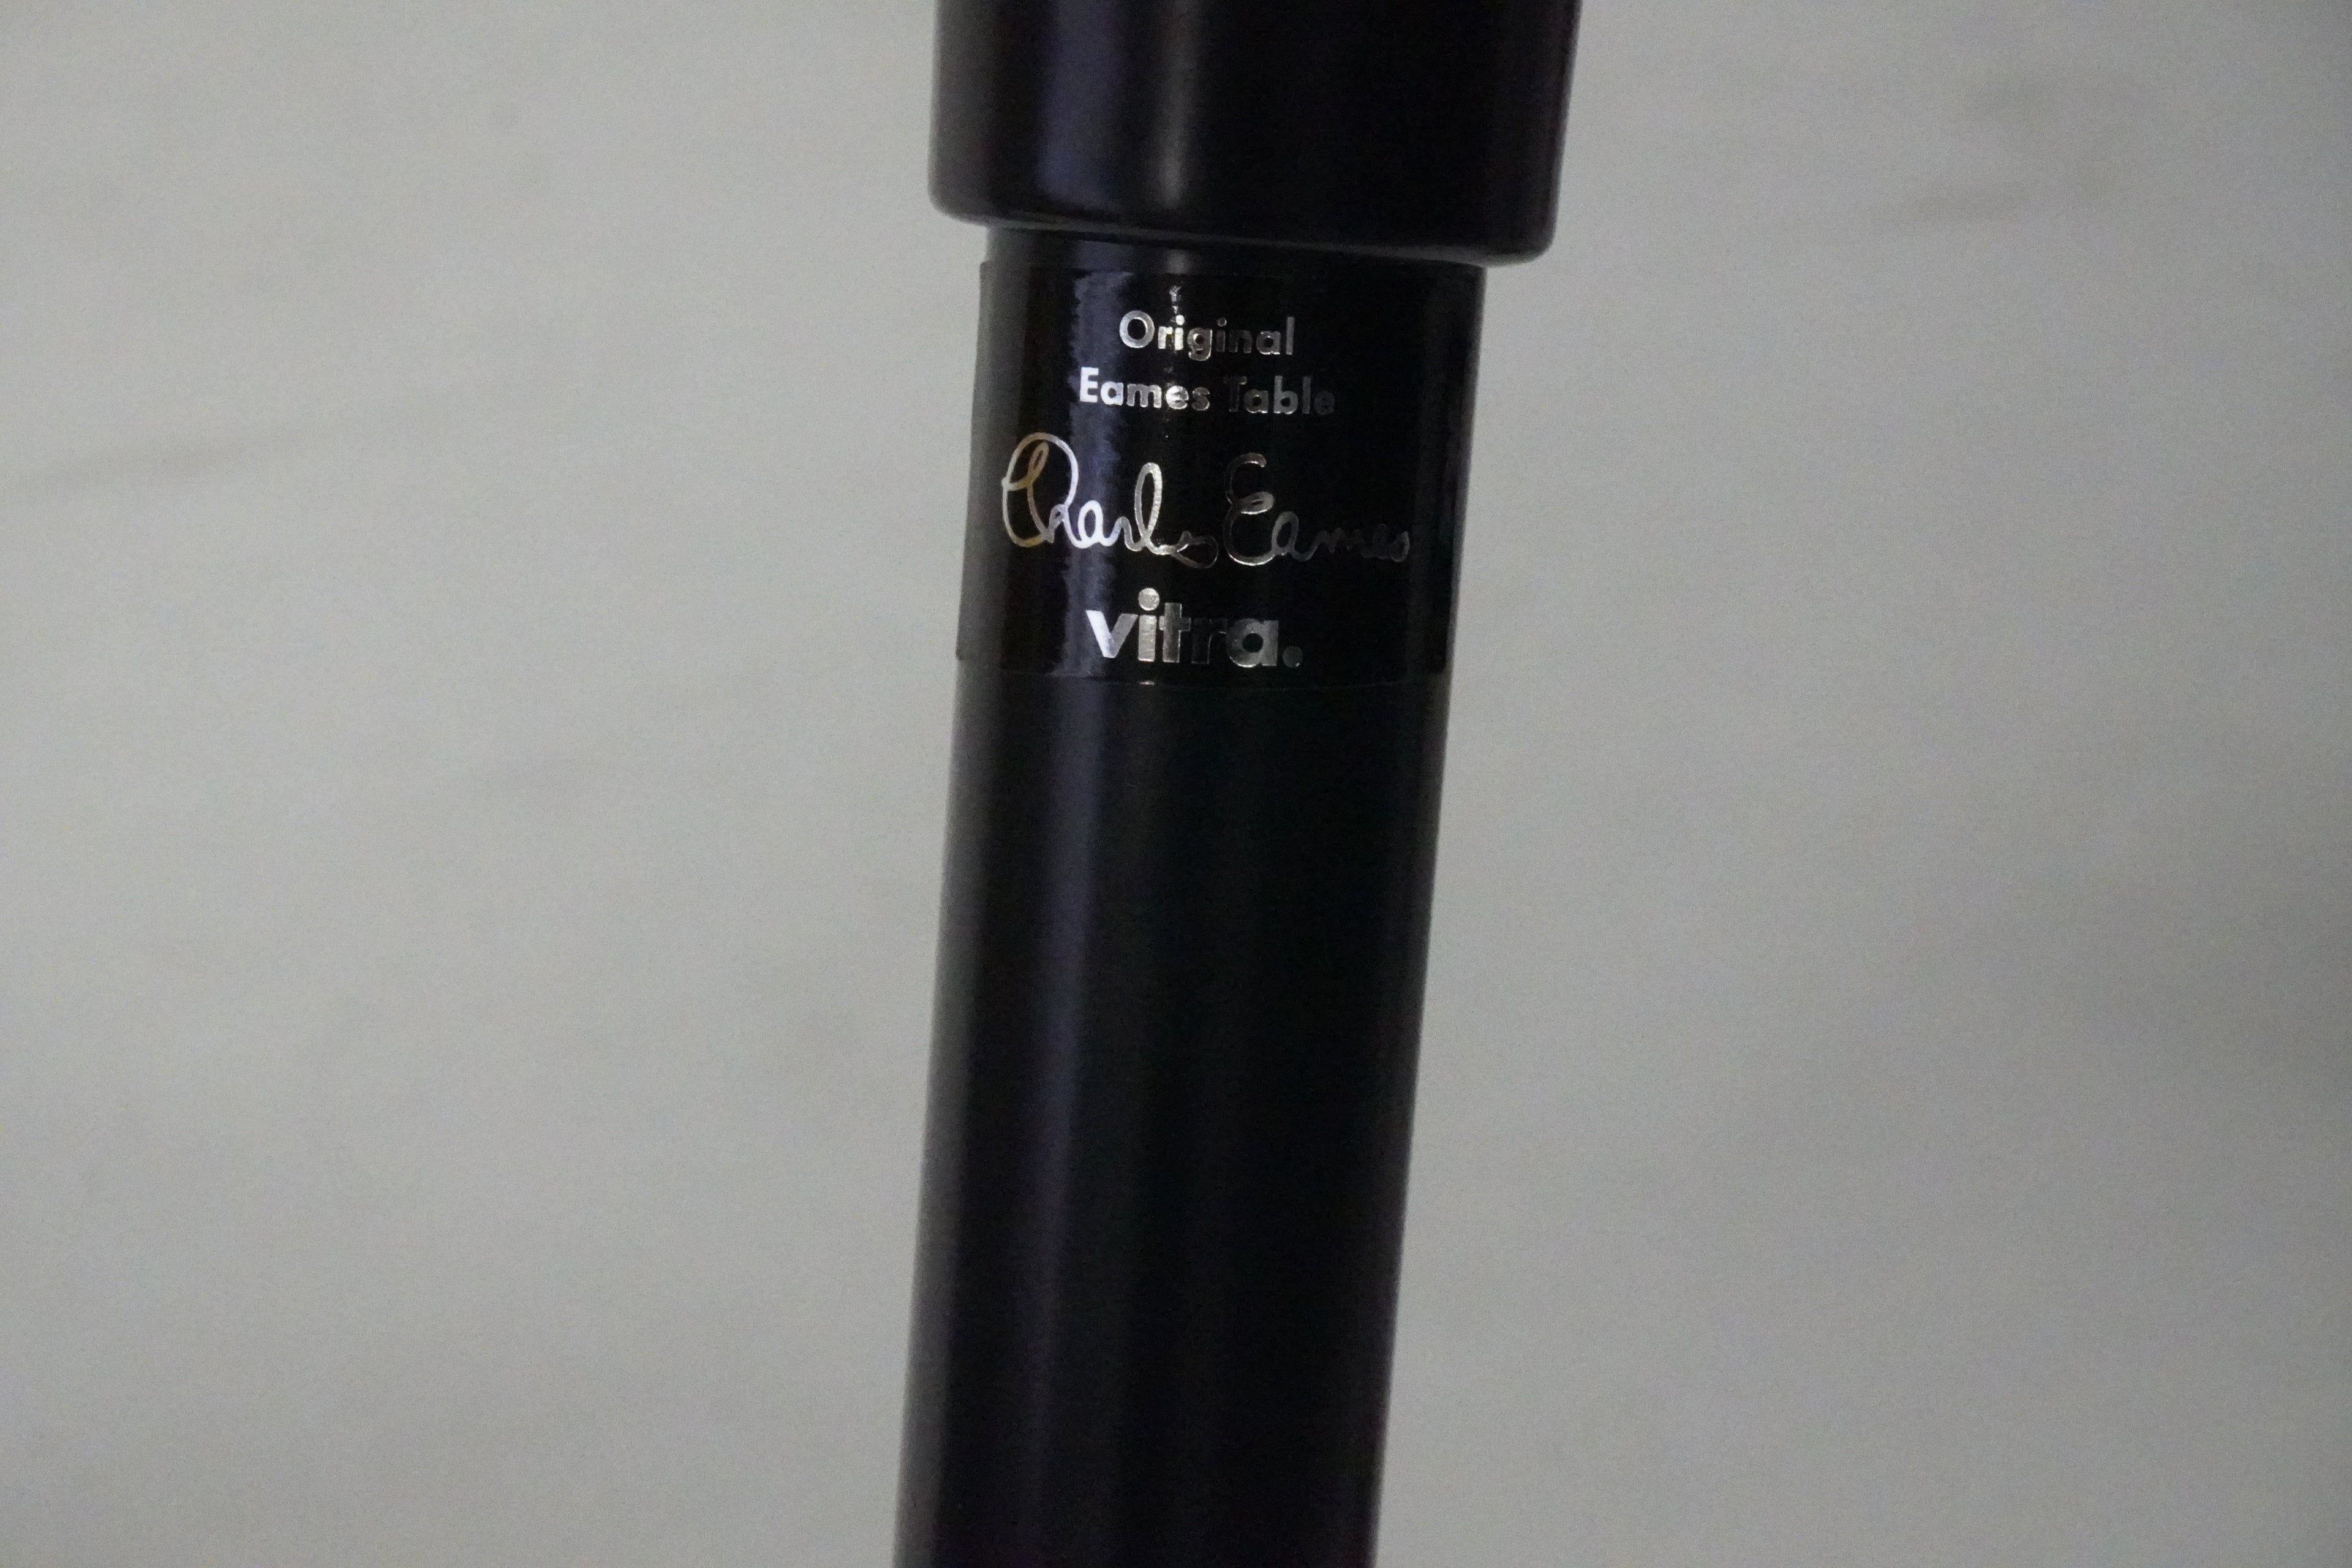 Original
Eames Table
Charles Eames
vitra.